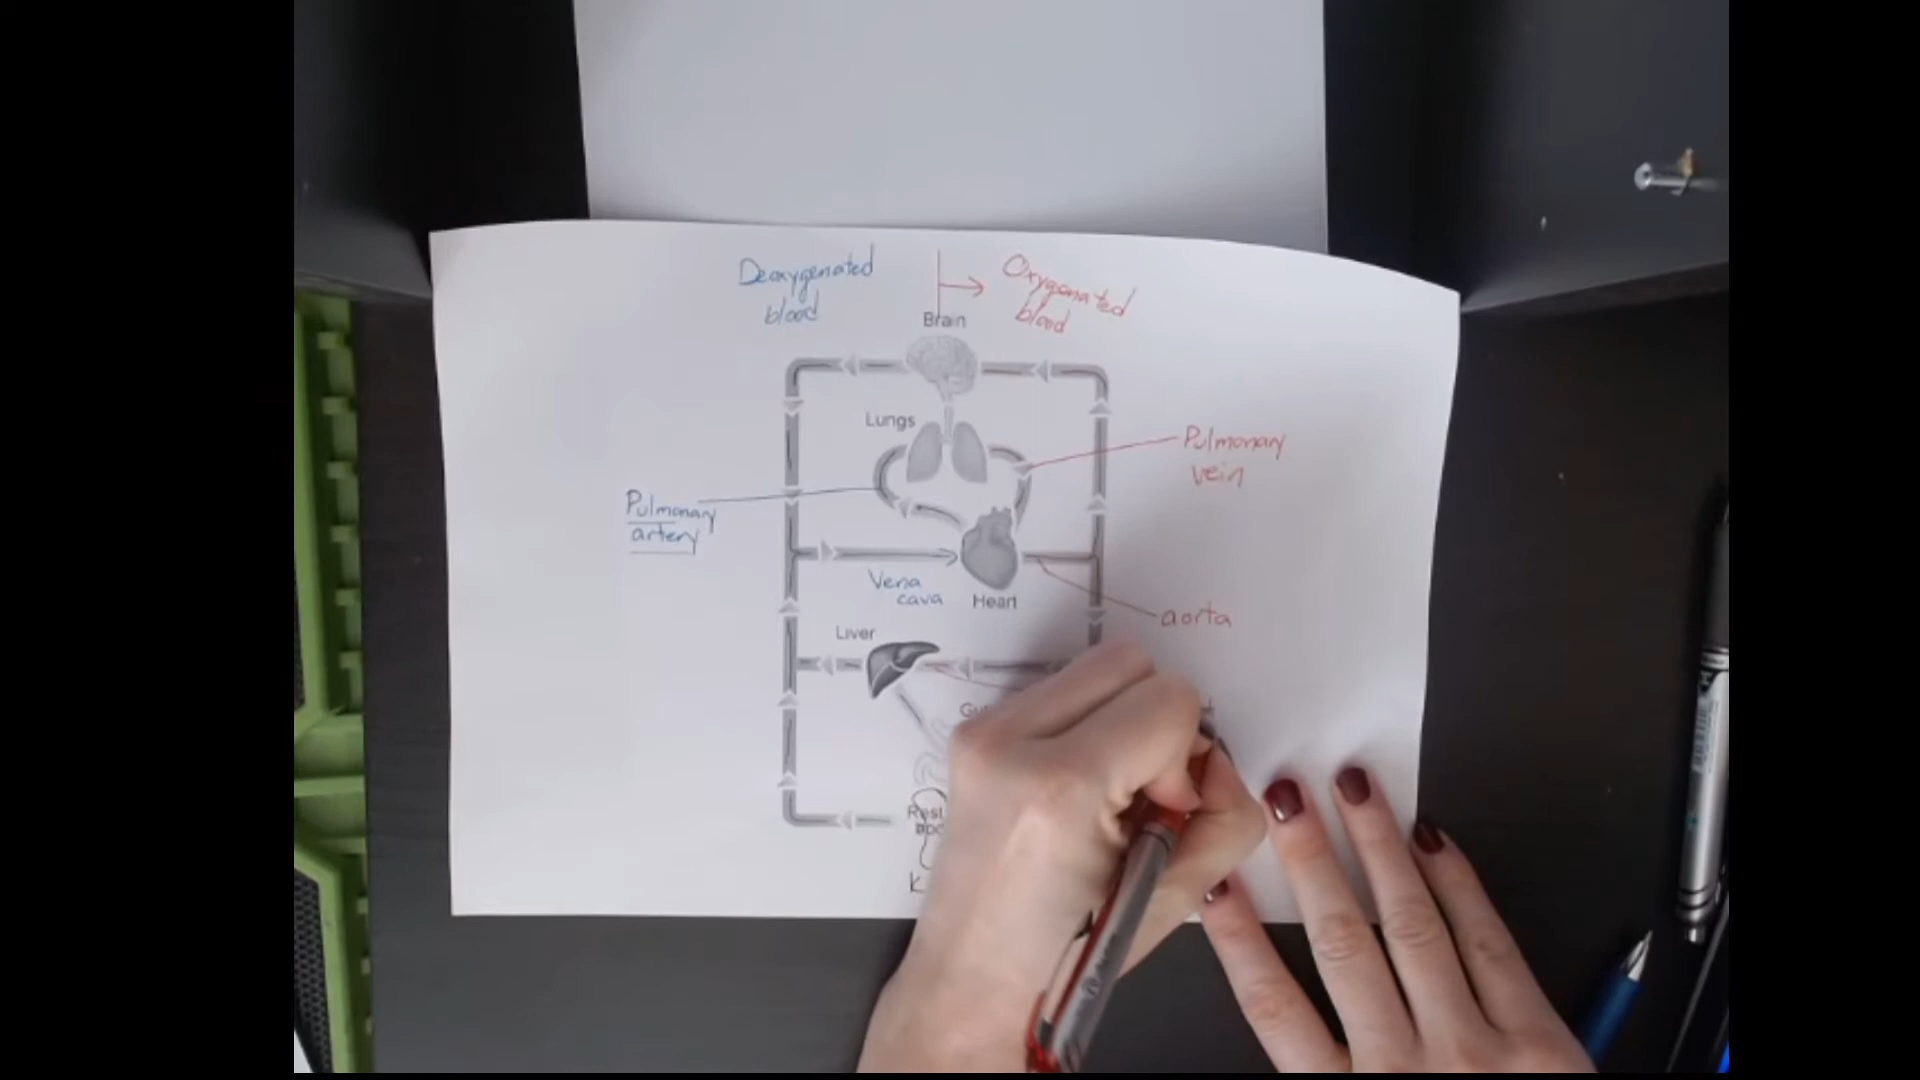 Deoxygenated
blood
Oxygenated
blood
Brain
Lungs
Pulmonary
vein
Pulmonary
artery
Vena
cava
Heart
aorta
Liver